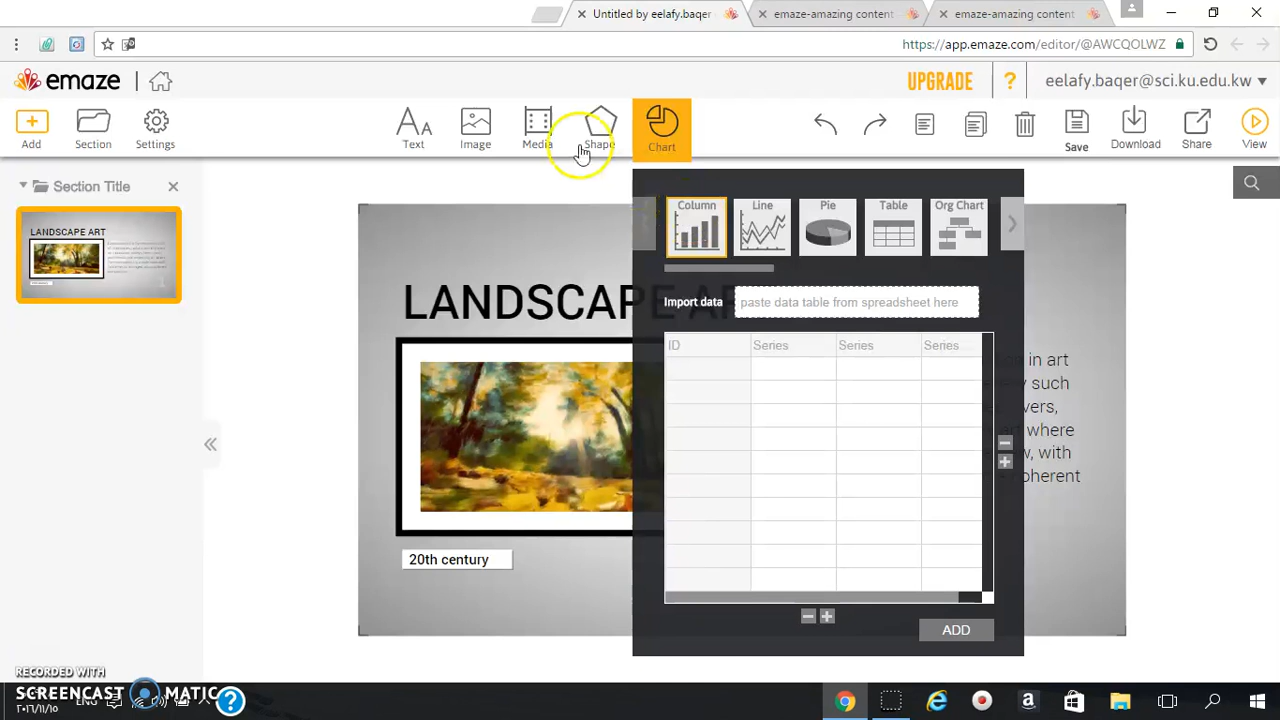 Untitled by eelafy.baqer
emaze-amazing content
emaze-amazing content
https://app.emaze.com/editor/@AWCQOLWZ
emaze
UPGRADE
?
eelafy.baqer@sci.ku.edu.kw
Add
Section
Settings
Text
Image
Media
Shape
Chart
Save
Download
Share
View
Section Title
LANDSCAPE ART
Column
Line
Pie
Table
Org Chart
Import data
paste data table from spreadsheet here
LANDSCAPE AR
ID
Series
Series
Series
in art
such
vers,
art where
with
coherent
20th century
ADD
RECORDED WITH
SCREENCAST MATIC
ENG
?
a